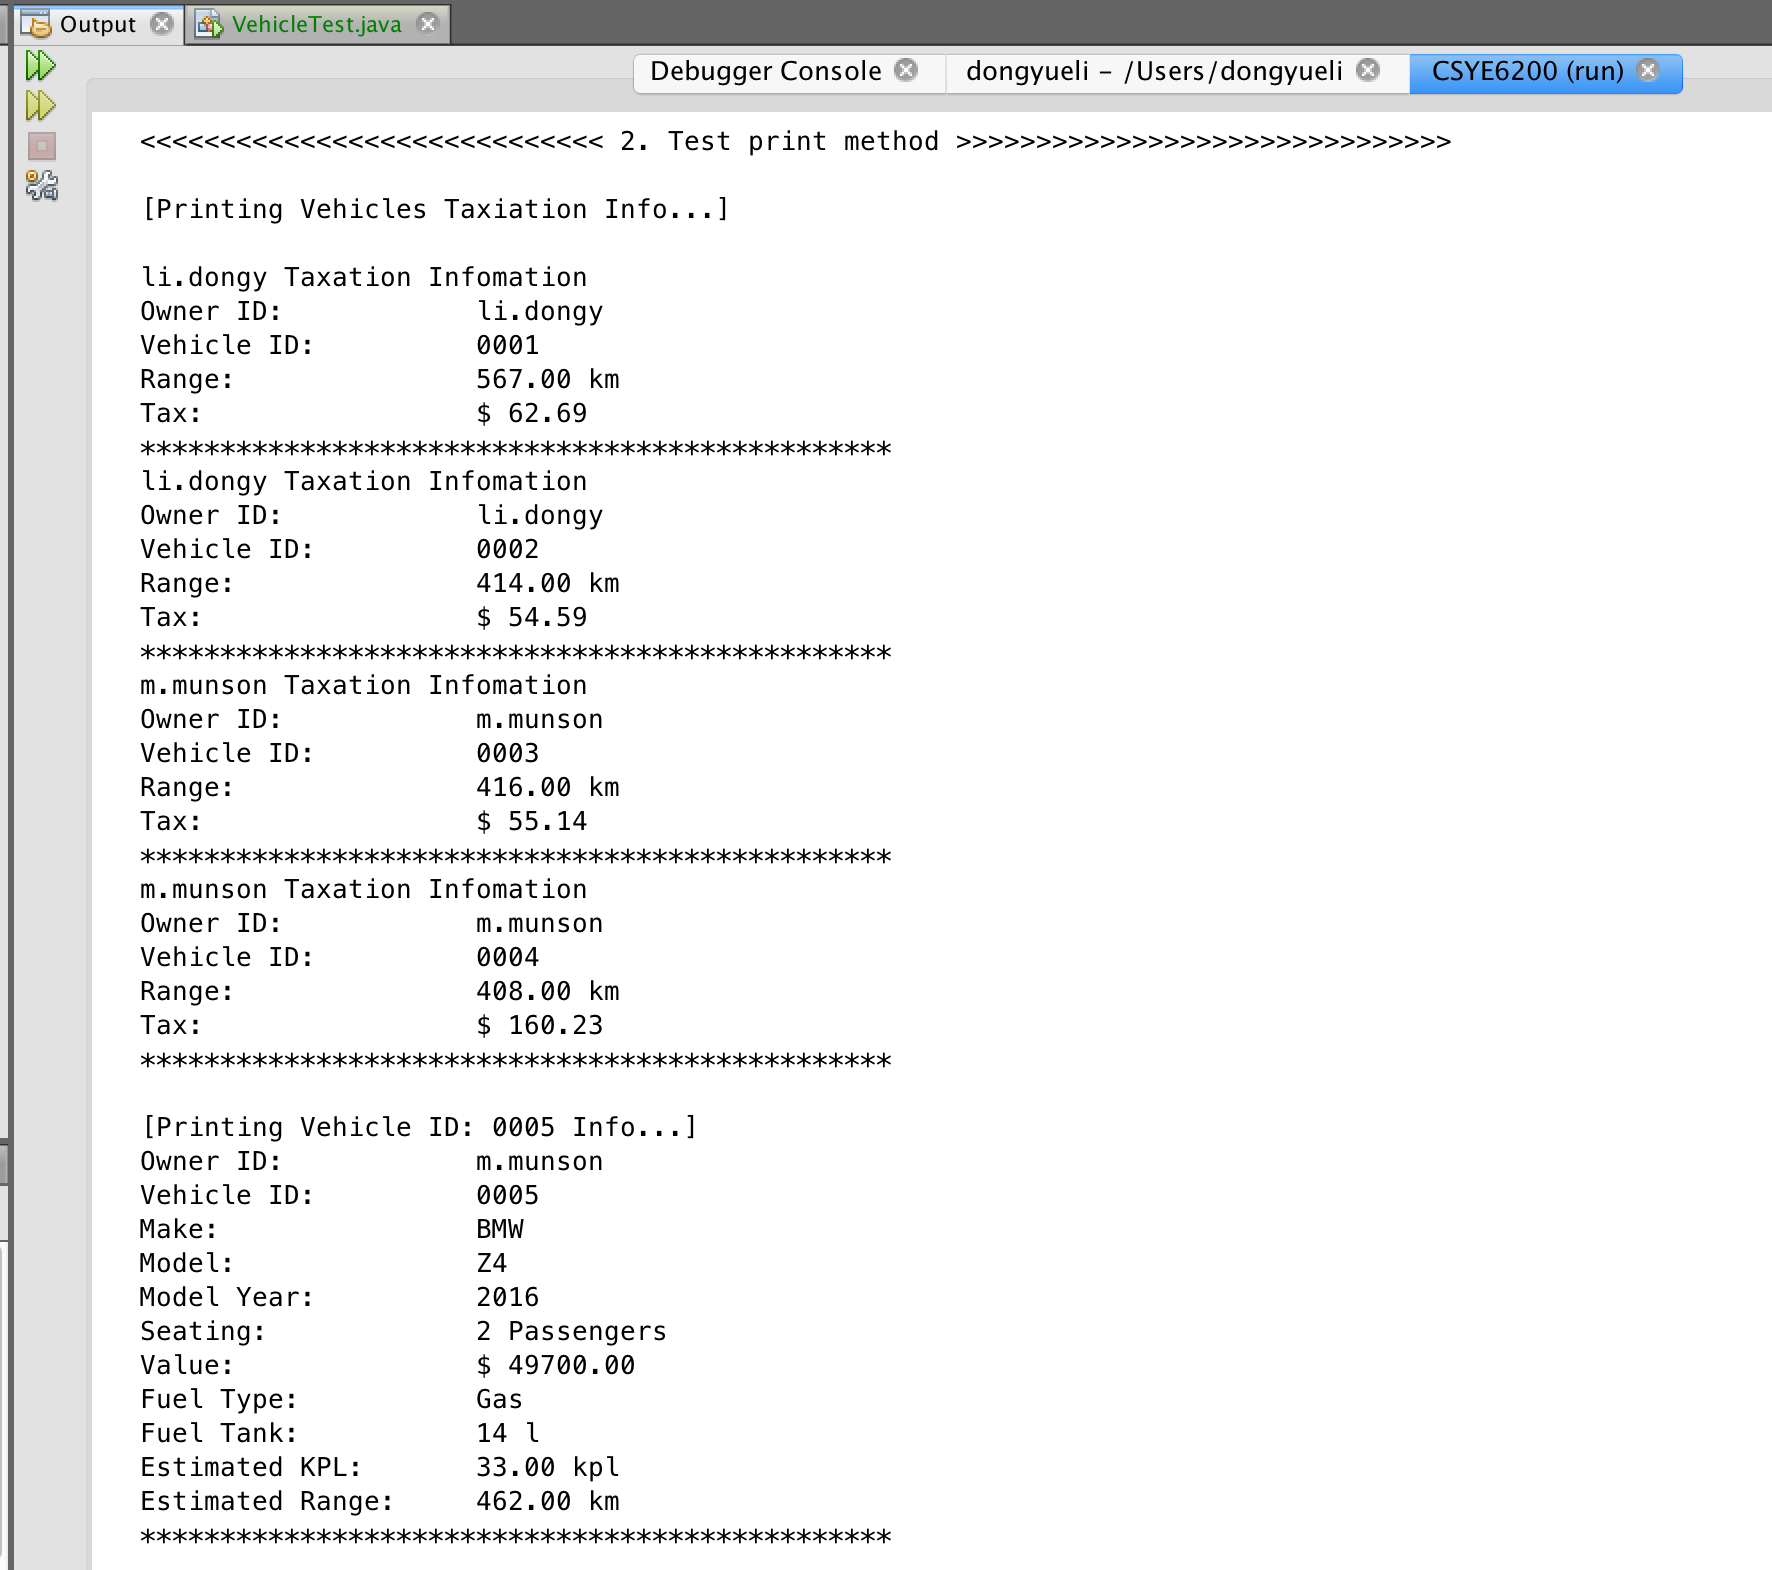 Output VehicleTest.java
Debugger Console dongyueli – /Users/dongyueli CSYE6200 (run)
<<<<<<<<<<<<<<<<<<<<<<<<<<<<< 2. Test print method >>>>>>>>>>>>>>>>>>>>>>>>>>>>>>>
[Printing Vehicles Taxiation Info...]
li.dongy Taxation Infomation
Owner ID: li.dongy
Vehicle ID: 0001
Range: 567.00 km
Tax: $ 62.69
***********************************************
li.dongy Taxation Infomation
Owner ID: li.dongy
Vehicle ID: 0002
Range: 414.00 km
Tax: $ 54.59
***********************************************
m.munson Taxation Infomation
Owner ID: m.munson
Vehicle ID: 0003
Range: 416.00 km
Tax: $ 55.14
***********************************************
m.munson Taxation Infomation
Owner ID: m.munson
Vehicle ID: 0004
Range: 408.00 km
Tax: $ 160.23
***********************************************
[Printing Vehicle ID: 0005 Info...]
Owner ID: m.munson
Vehicle ID: 0005
Make: BMW
Model: Z4
Model Year: 2016
Seating: 2 Passengers
Value: $ 49700.00
Fuel Type: Gas
Fuel Tank: 14 l
Estimated KPL: 33.00 kpl
Estimated Range: 462.00 km
***********************************************